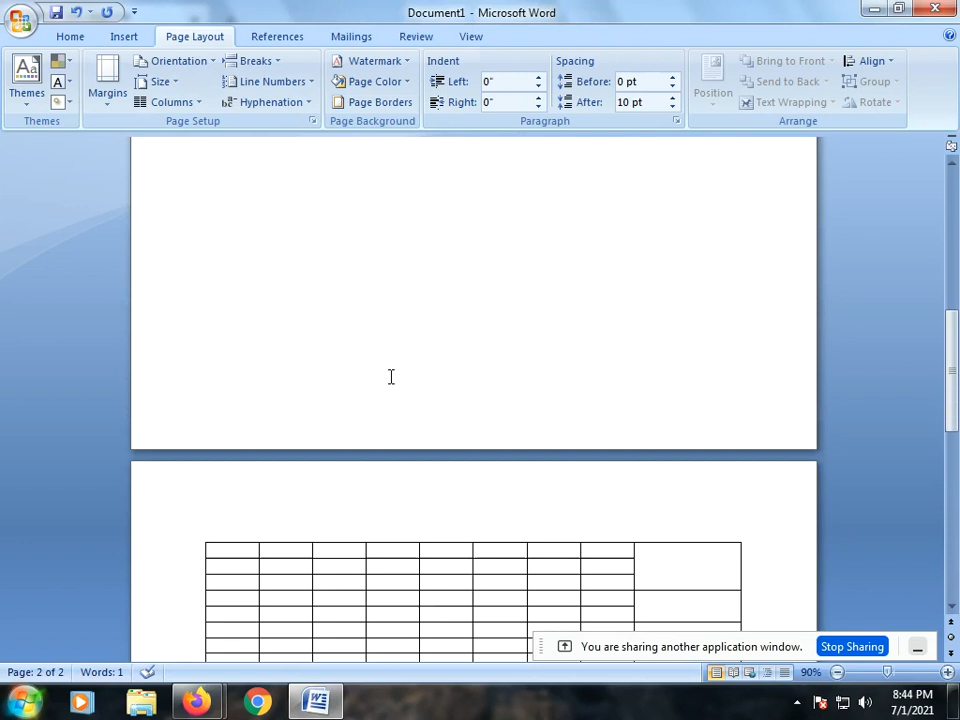 Document1 - Microsoft Word
Home Insert Page Layout References Mailings Review View
Themes
Themes
Margins
Orientation
Size
Columns
Breaks
Line Numbers
Hyphenation
Page Setup
Watermark
Page Color
Page Borders
Page Background
Indent
Left: 0"
Right: 0"
Spacing
Before: 0 pt
After: 10 pt
Paragraph
Position
Bring to Front
Send to Back
Text Wrapping
Align
Group
Rotate
Arrange
You are sharing another application window. Stop Sharing
Page: 2 of 2 Words: 1 90%
8:44 PM
7/1/2021